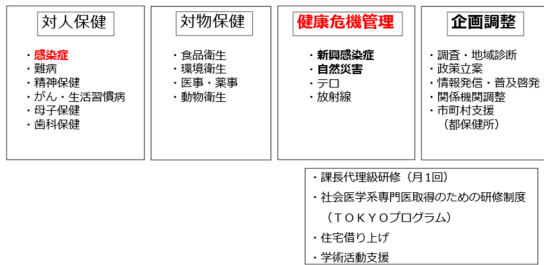 対人保健
・感染症
・難病
・精神保健
・がん・生活習慣病
・母子保健
・歯科保健
対物保健
・食品衛生
・環境衛生
・医事・薬事
・動物衛生
健康危機管理
・新興感染症
・自然災害
・テロ
・放射線
企画調整
・調査・地域診断
・政策立案
・情報発信・普及啓発
・関係機関調整
・市町村支援
（都保健所）
・課長代理級研修（月1回）
・社会医学系専門医取得のための研修制度
（ＴＯＫＹＯプログラム）
・住宅借り上げ
・学術活動支援